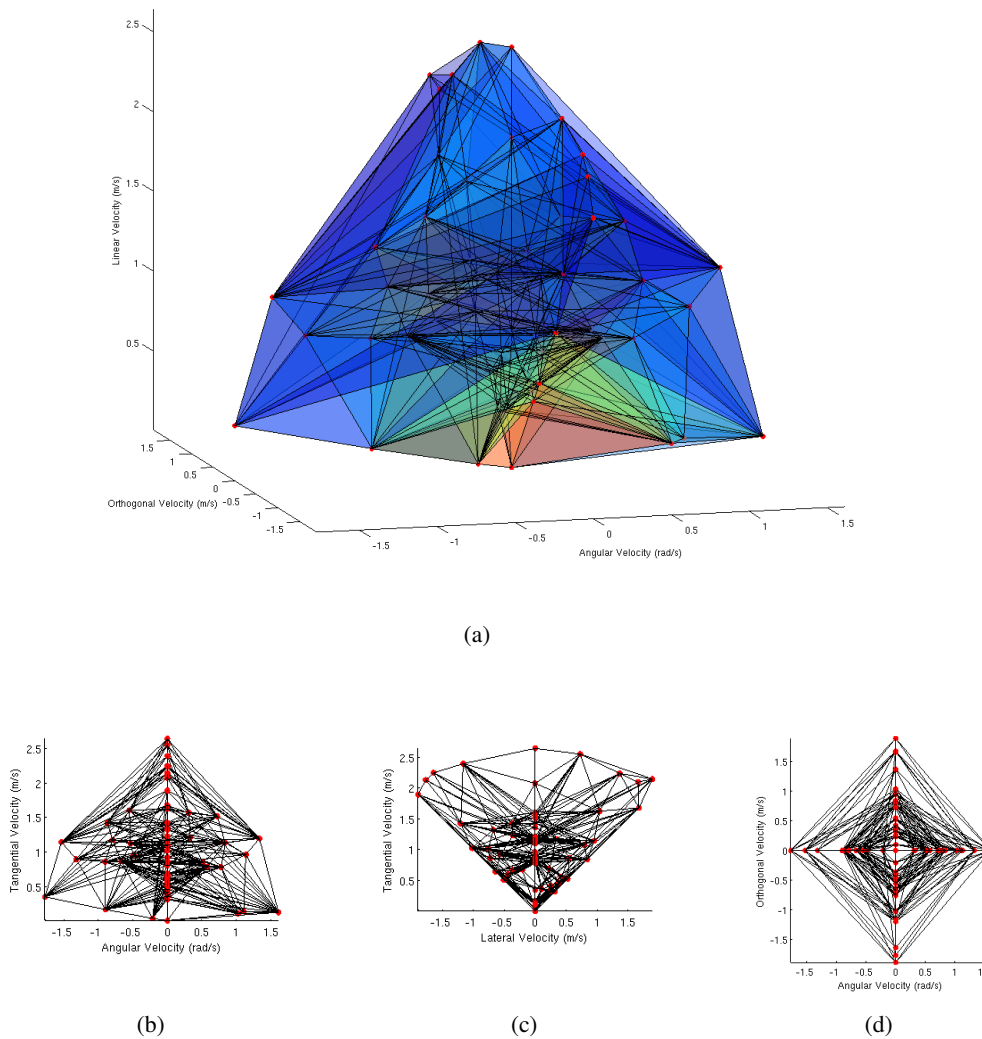 2.5
2
1.5
1
0.5
Linear Velocity (m/s)
1.5
1
0.5
0
-0.5
-1
-1.5
Orthogonal Velocity (m/s)
-1.5
-1
-0.5
0
0.5
1
1.5
Angular Velocity (rad/s)
(a)
2.5
2
1.5
1
0.5
Tangential Velocity (m/s)
-1.5 -1 -0.5 0 0.5 1 1.5
Angular Velocity (rad/s)
(b)
2.5
2
1.5
1
0.5
Tangential Velocity (m/s)
-1.5 -1 -0.5 0 0.5 1 1.5
Lateral Velocity (m/s)
(c)
1.5
1
0.5
0
-0.5
-1
-1.5
Orthogonal Velocity (m/s)
-1.5 -1 -0.5 0 0.5 1
Angular Velocity (rad/s)
(d)